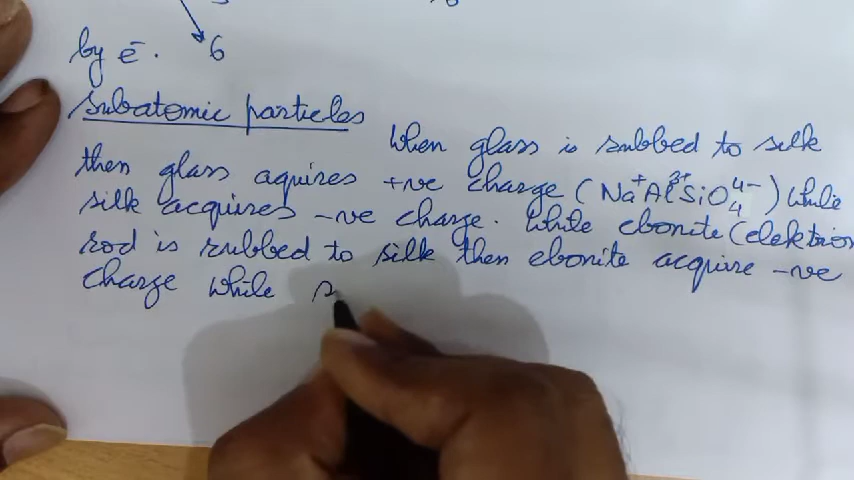 by e⁻. 6
subatomic particles When glass is rubbed to silk
then glass aquires +ve charge (Na⁺Al³⁺SiO₄⁴⁻) while
silk acquires -ve charge. While ebonite (elektrion
rod is rubbed to silk then ebonite acquire -ve
charge while s